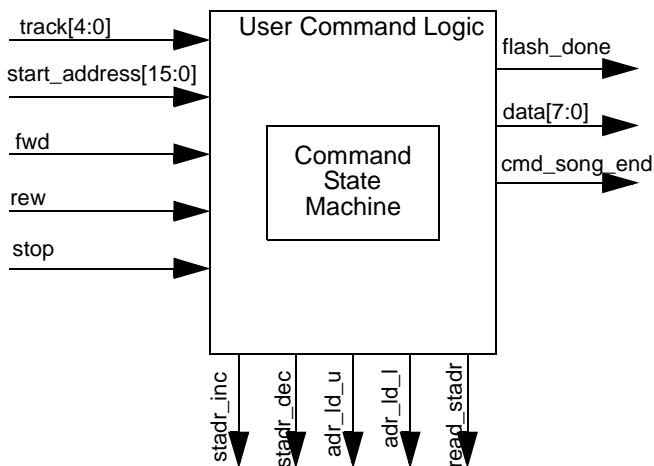 track[4:0]
User Command Logic
flash_done
start_address[15:0]
data[7:0]
fwd
Command
State
Machine
cmd_song_end
rew
stop
stadr_inc
stadr_dec
adr_ld_u
adr_ld_l
read_stadr